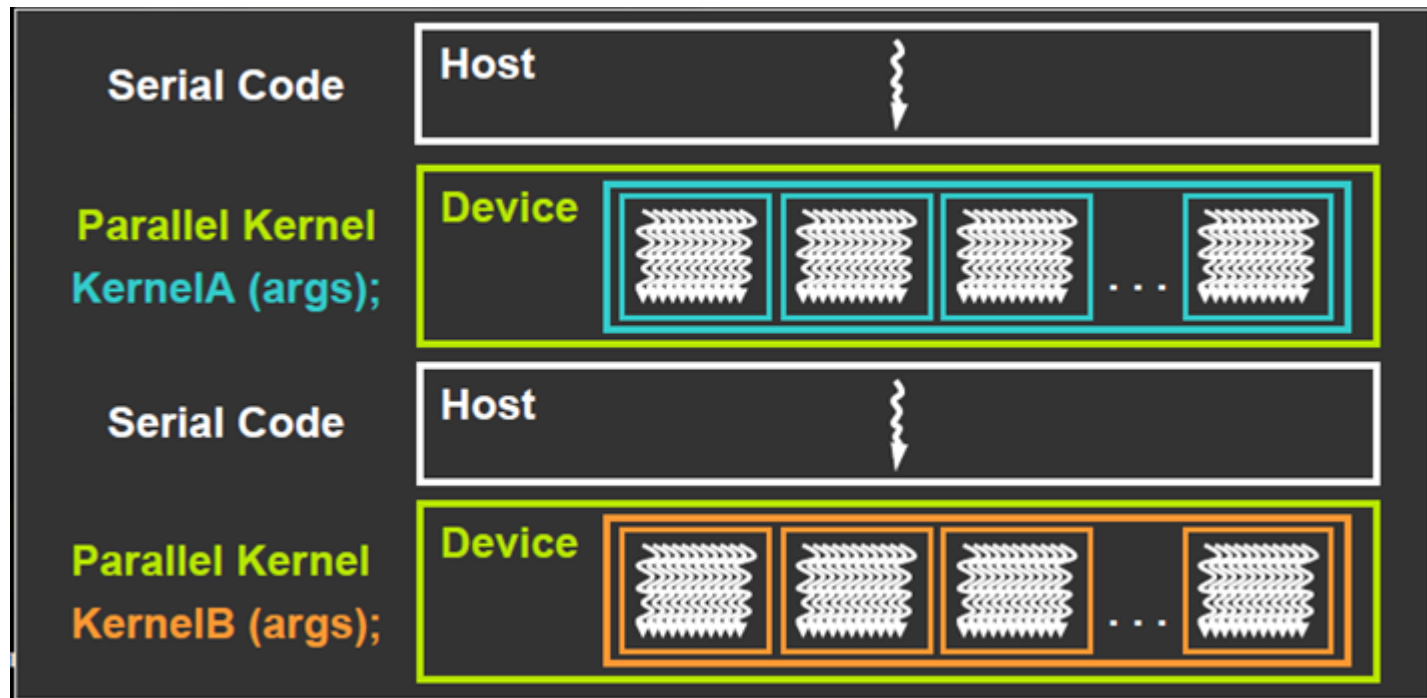 Serial Code
Host
Parallel Kernel
KernelA (args);
Device
. . .
Serial Code
Host
Parallel Kernel
KernelB (args);
Device
. . .